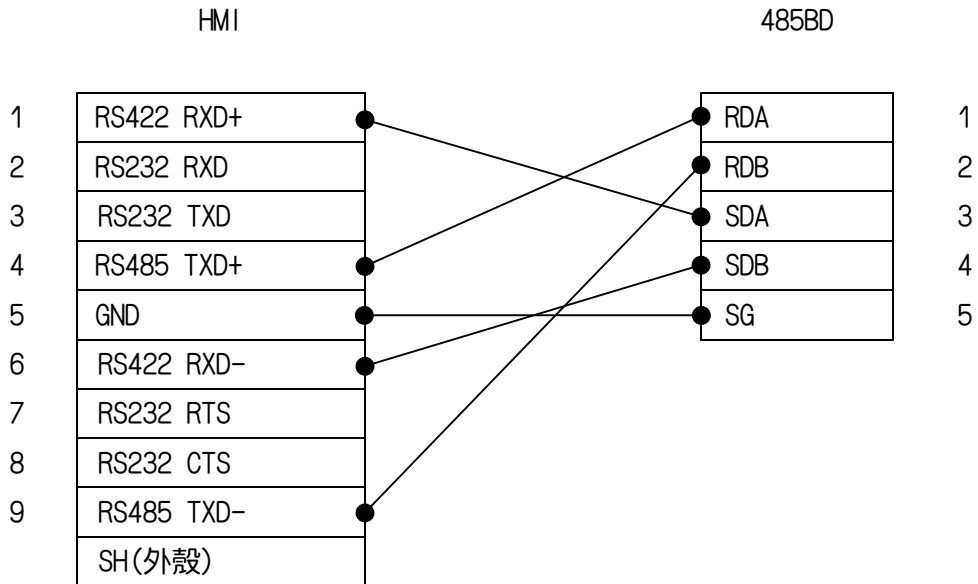 HMI 485BD
1 RS422 RXD+ RDA 1
2 RS232 RXD RDB 2
3 RS232 TXD SDA 3
4 RS485 TXD+ SDB 4
5 GND SG 5
6 RS422 RXD-
7 RS232 RTS
8 RS232 CTS
9 RS485 TXD-
SH(外殼)